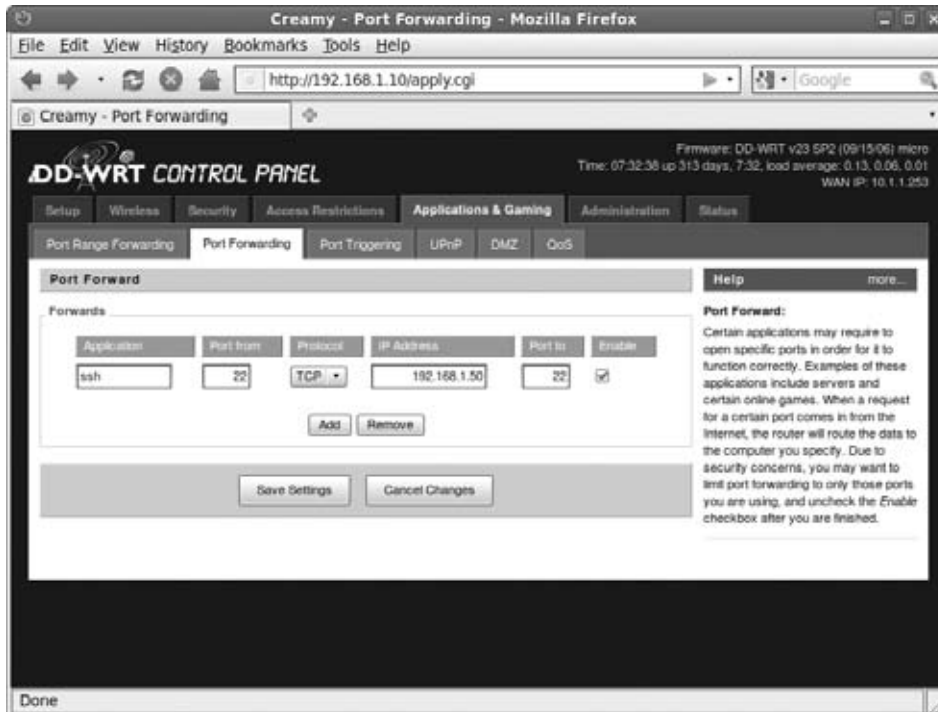 Creamy - Port Forwarding - Mozilla Firefox
File Edit View History Bookmarks Tools Help
http://192.168.1.10/apply.cgi
Google
Creamy - Port Forwarding
Firmware: DD-WRT v23 SP2 (09/15/06) micro
Time: 07:32:38 up 313 days, 7:32, load average: 0.13, 0.06, 0.01
WAN IP: 10.1.1.253
DD-WRT CONTROL PANEL
Setup Wireless Security Access Restrictions Applications & Gaming Administration Status
Port Range Forwarding Port Forwarding Port Triggering UPnP DMZ QoS
Port Forward
Forwards
Application Port from Protocol IP Address Port to Enable
ssh 22 TCP 192.168.1.50 22
Add Remove
Save Settings Cancel Changes
Help more...
Port Forward:
Certain applications may require to
open specific ports in order for it to
function correctly. Examples of these
applications include servers and
certain online games. When a request
for a certain port comes in from the
Internet, the router will route the data to
the computer you specify. Due to
security concerns, you may want to
limit port forwarding to only those ports
you are using, and uncheck the Enable
checkbox after you are finished.
Done